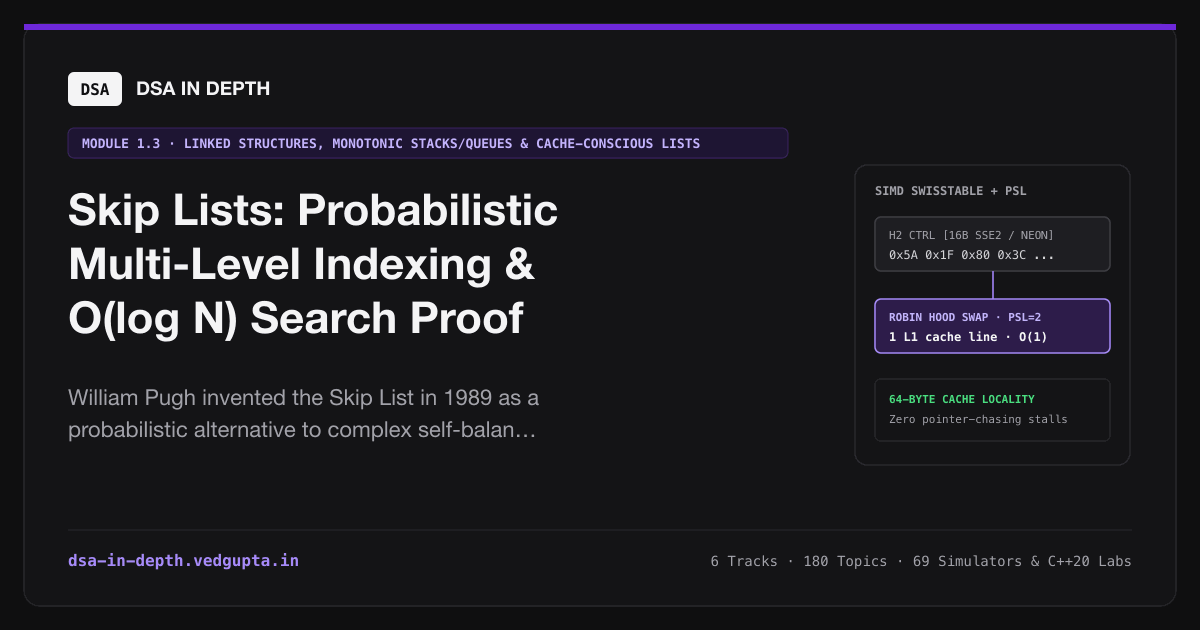 DSA
DSA IN DEPTH
MODULE 1.3 · LINKED STRUCTURES, MONOTONIC STACKS/QUEUES & CACHE-CONSCIOUS LISTS
Skip Lists: Probabilistic
Multi-Level Indexing &
O(log N) Search Proof
William Pugh invented the Skip List in 1989 as a
probabilistic alternative to complex self-balan...
SIMD SWISSTABLE + PSL
H2 CTRL [16B SSE2 / NEON]
0x5A 0x1F 0x80 0x3C ...
ROBIN HOOD SWAP · PSL=2
1 L1 cache line · O(1)
64-BYTE CACHE LOCALITY
Zero pointer-chasing stalls
dsa-in-depth.vedgupta.in
6 Tracks · 180 Topics · 69 Simulators & C++20 Labs